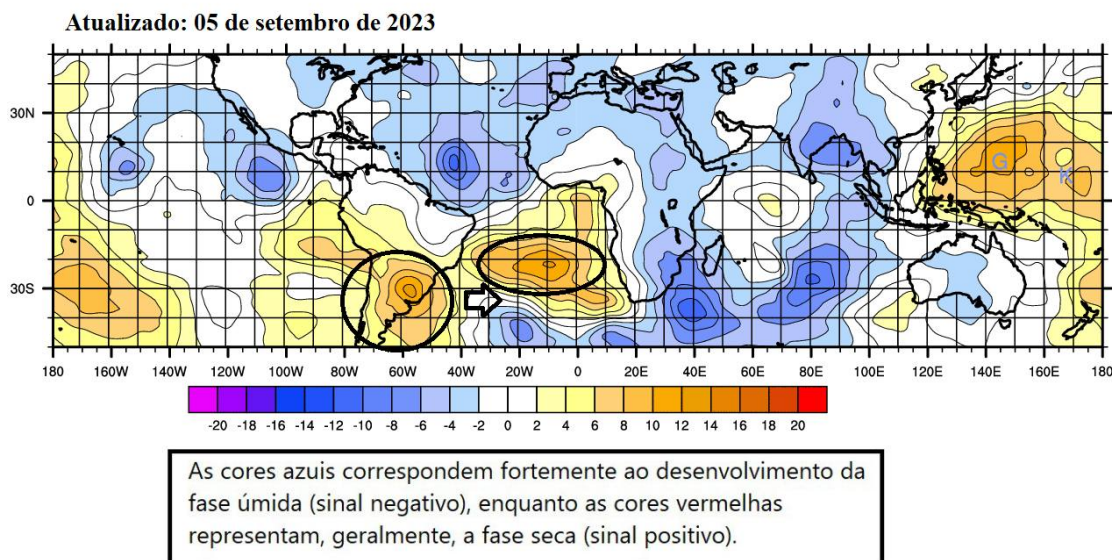 Atualizado: 05 de setembro de 2023
30N
0
30S
G
180 160W 140W 120W 100W 80W 60W 40W 20W 0 20E 40E 60E 80E 100E 120E 140E 160E 180
-20 -18 -16 -14 -12 -10 -8 -6 -4 -2 0 2 4 6 8 10 12 14 16 18 20
As cores azuis correspondem fortemente ao desenvolvimento da
fase úmida (sinal negativo), enquanto as cores vermelhas
representam, geralmente, a fase seca (sinal positivo).